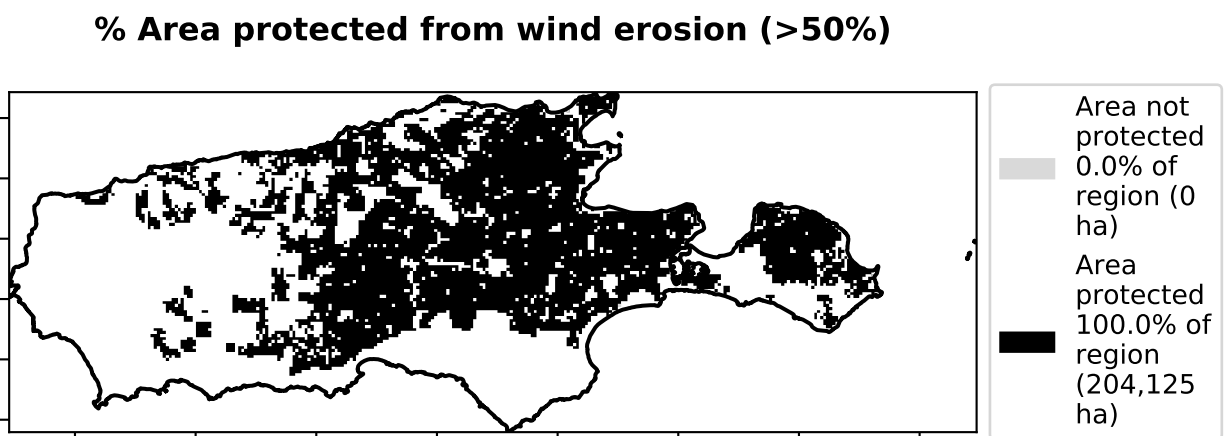 % Area protected from wind erosion (>50%)
Area not
protected
0.0% of
region (0
ha)
Area
protected
100.0% of
region
(204,125
ha)